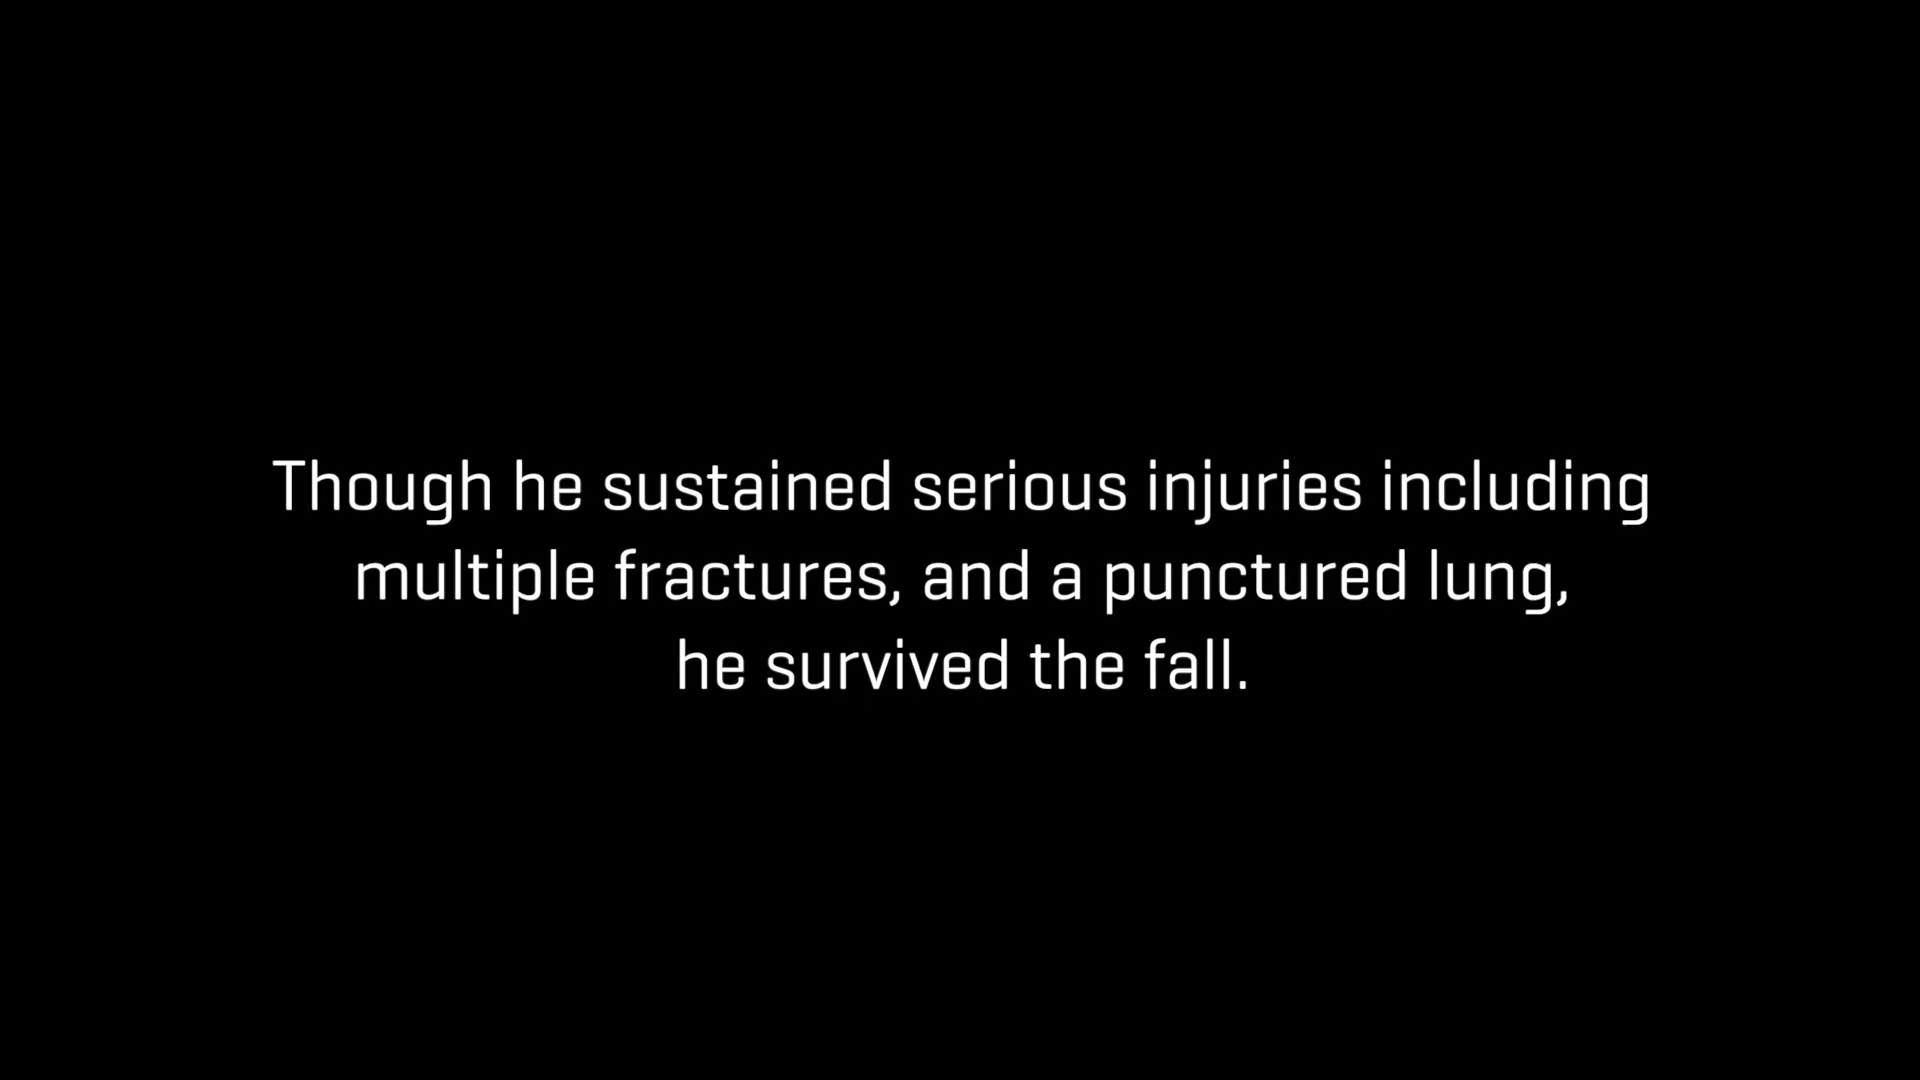 Though he sustained serious injuries including
multiple fractures, and a punctured lung,
he survived the fall.